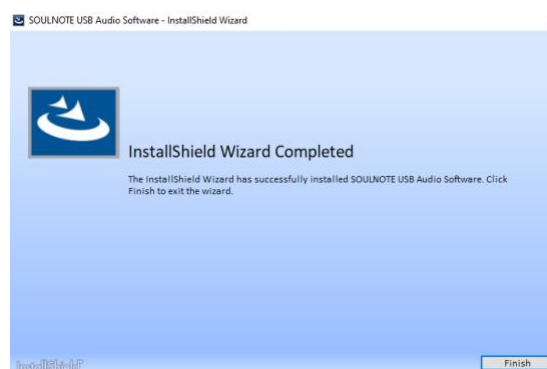 SOULNOTE USB Audio Software - InstallShield Wizard
InstallShield Wizard Completed
The InstallShield Wizard has successfully installed SOULNOTE USB Audio Software. Click
Finish to exit the wizard.
InstallShield
Finish